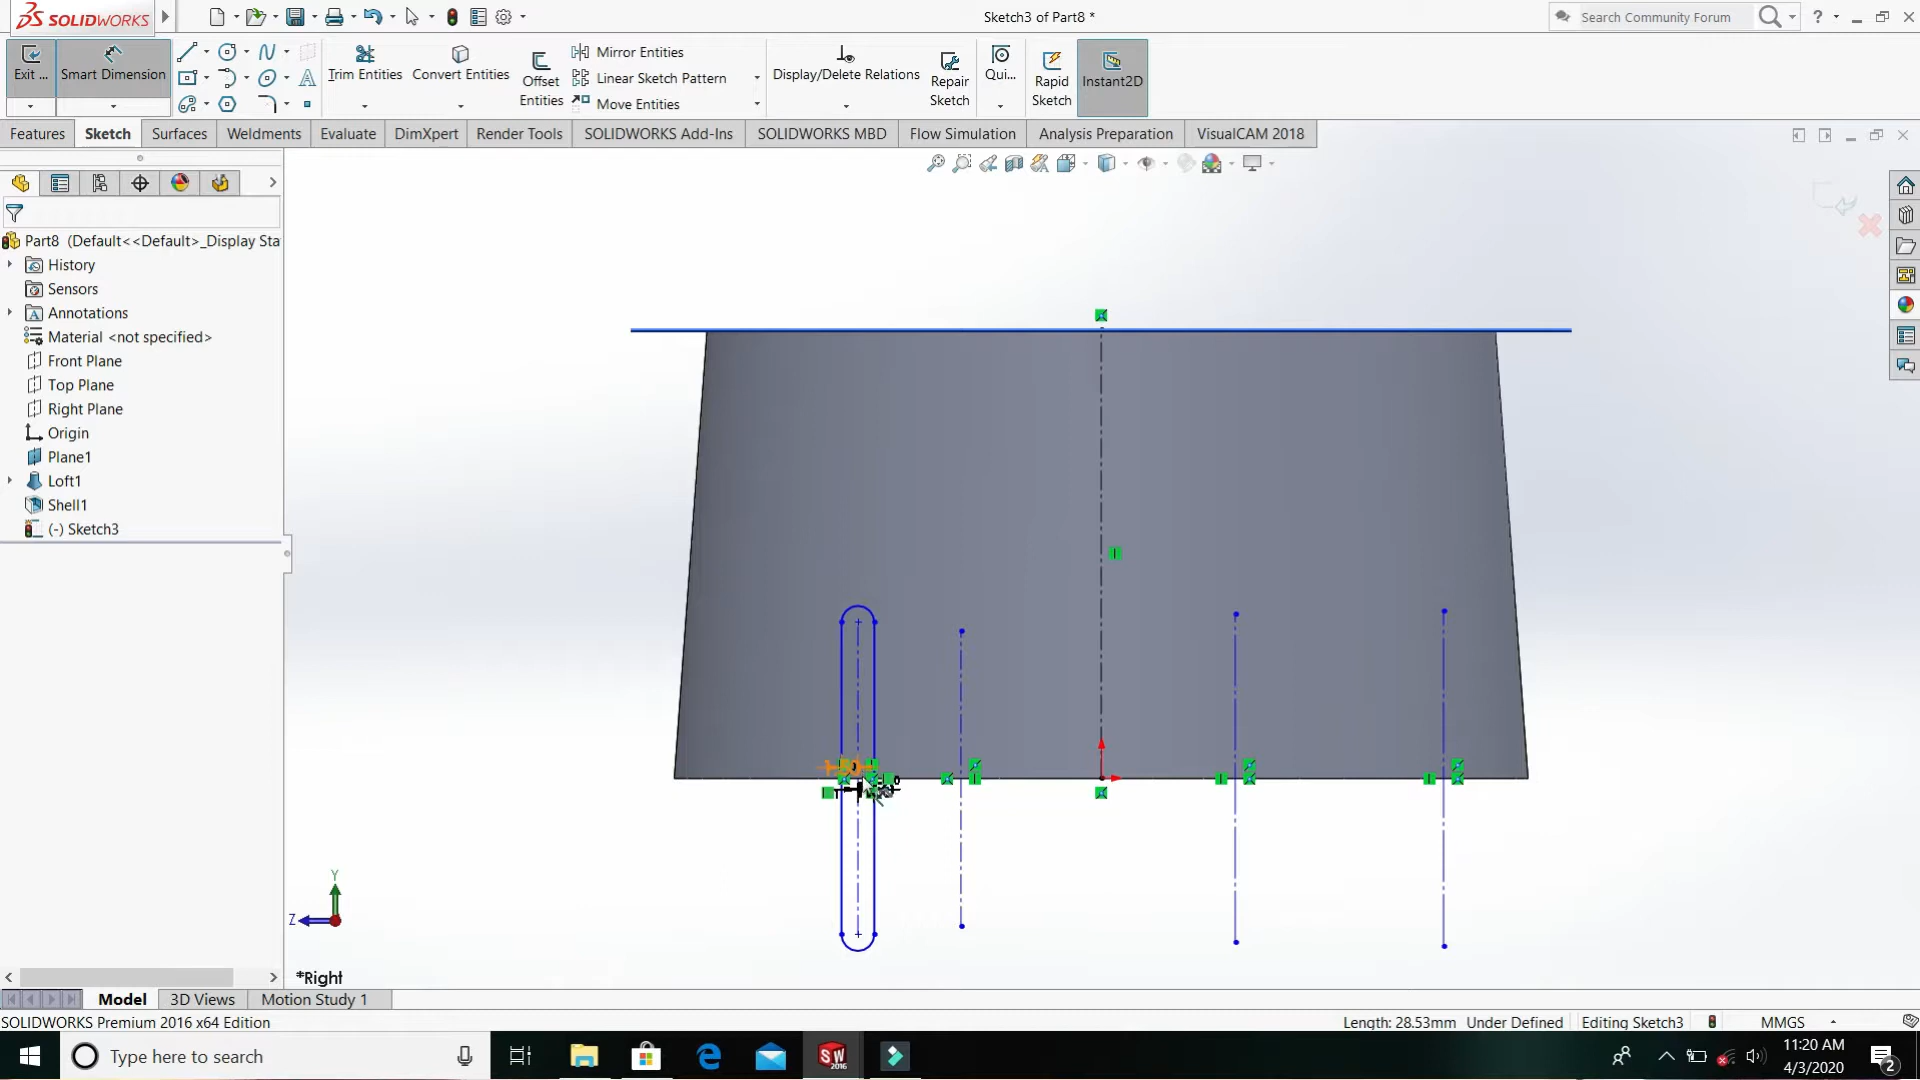 SOLIDWORKS
Sketch3 of Part8 *
Search Community Forum
Exit ...
Smart Dimension
Trim Entities
Convert Entities
Offset Entities
Mirror Entities
Linear Sketch Pattern
Move Entities
Display/Delete Relations
Repair Sketch
Qui...
Rapid Sketch
Instant2D
Features
Sketch
Surfaces
Weldments
Evaluate
DimXpert
Render Tools
SOLIDWORKS Add-Ins
SOLIDWORKS MBD
Flow Simulation
Analysis Preparation
VisualCAM 2018
Part8 (Default<<Default>_Display Sta
History
Sensors
Annotations
Material <not specified>
Front Plane
Top Plane
Right Plane
Origin
Plane1
Loft1
Shell1
(-) Sketch3
Y
Z
*Right
Model
3D Views
Motion Study 1
SOLIDWORKS Premium 2016 x64 Edition
Length: 28.53mm
Under Defined
Editing Sketch3
MMGS
Type here to search
SW
2016
11:20 AM
4/3/2020
2